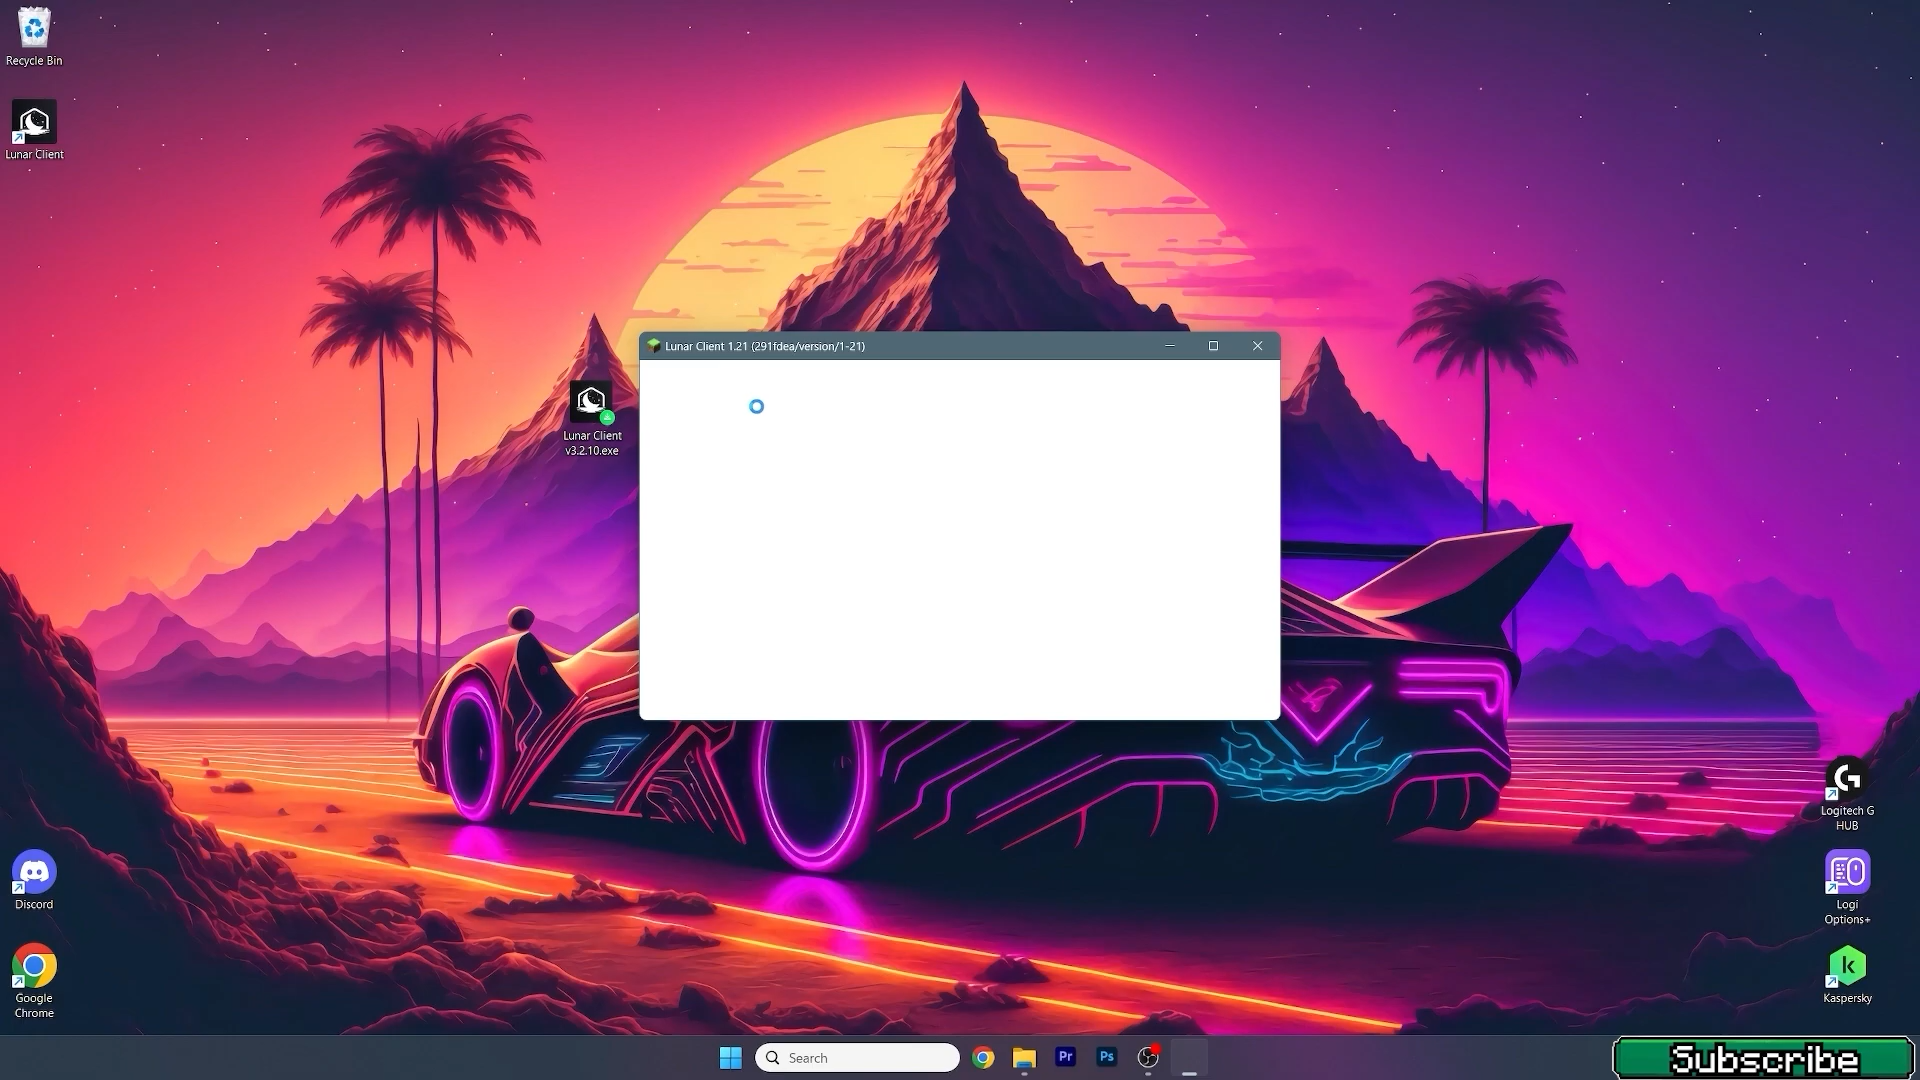 Recycle Bin
Lunar Client
Lunar Client 1.21 (291fdea/version/1-21)
Lunar Client
v3.2.10.exe
Logitech G
HUB
Discord
Logi
Options+
Google
Chrome
Kaspersky
Search
Pr
Ps
Subscribe